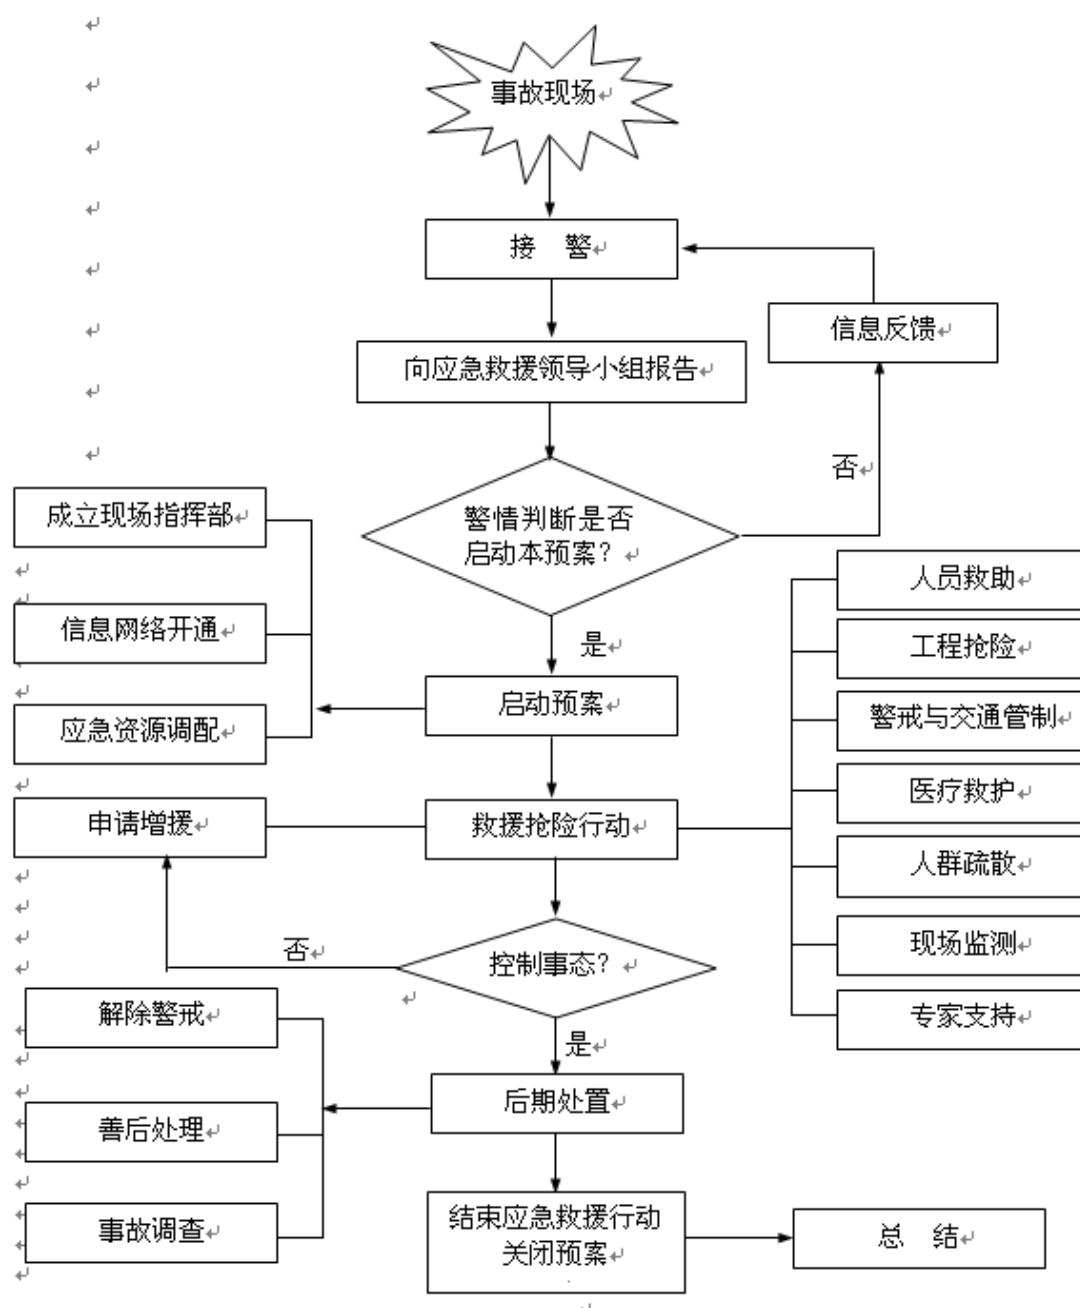 事故现场
接 警
信息反馈
向应急救援领导小组报告
否
成立现场指挥部
警情判断是否
启动本预案?
人员救助
信息网络开通
是
工程抢险
启动预案
警戒与交通管制
应急资源调配
医疗救护
申请增援
救援抢险行动
人群疏散
否
控制事态?
现场监测
解除警戒
专家支持
是
后期处置
善后处理
事故调查
结束应急救援行动
关闭预案
总 结